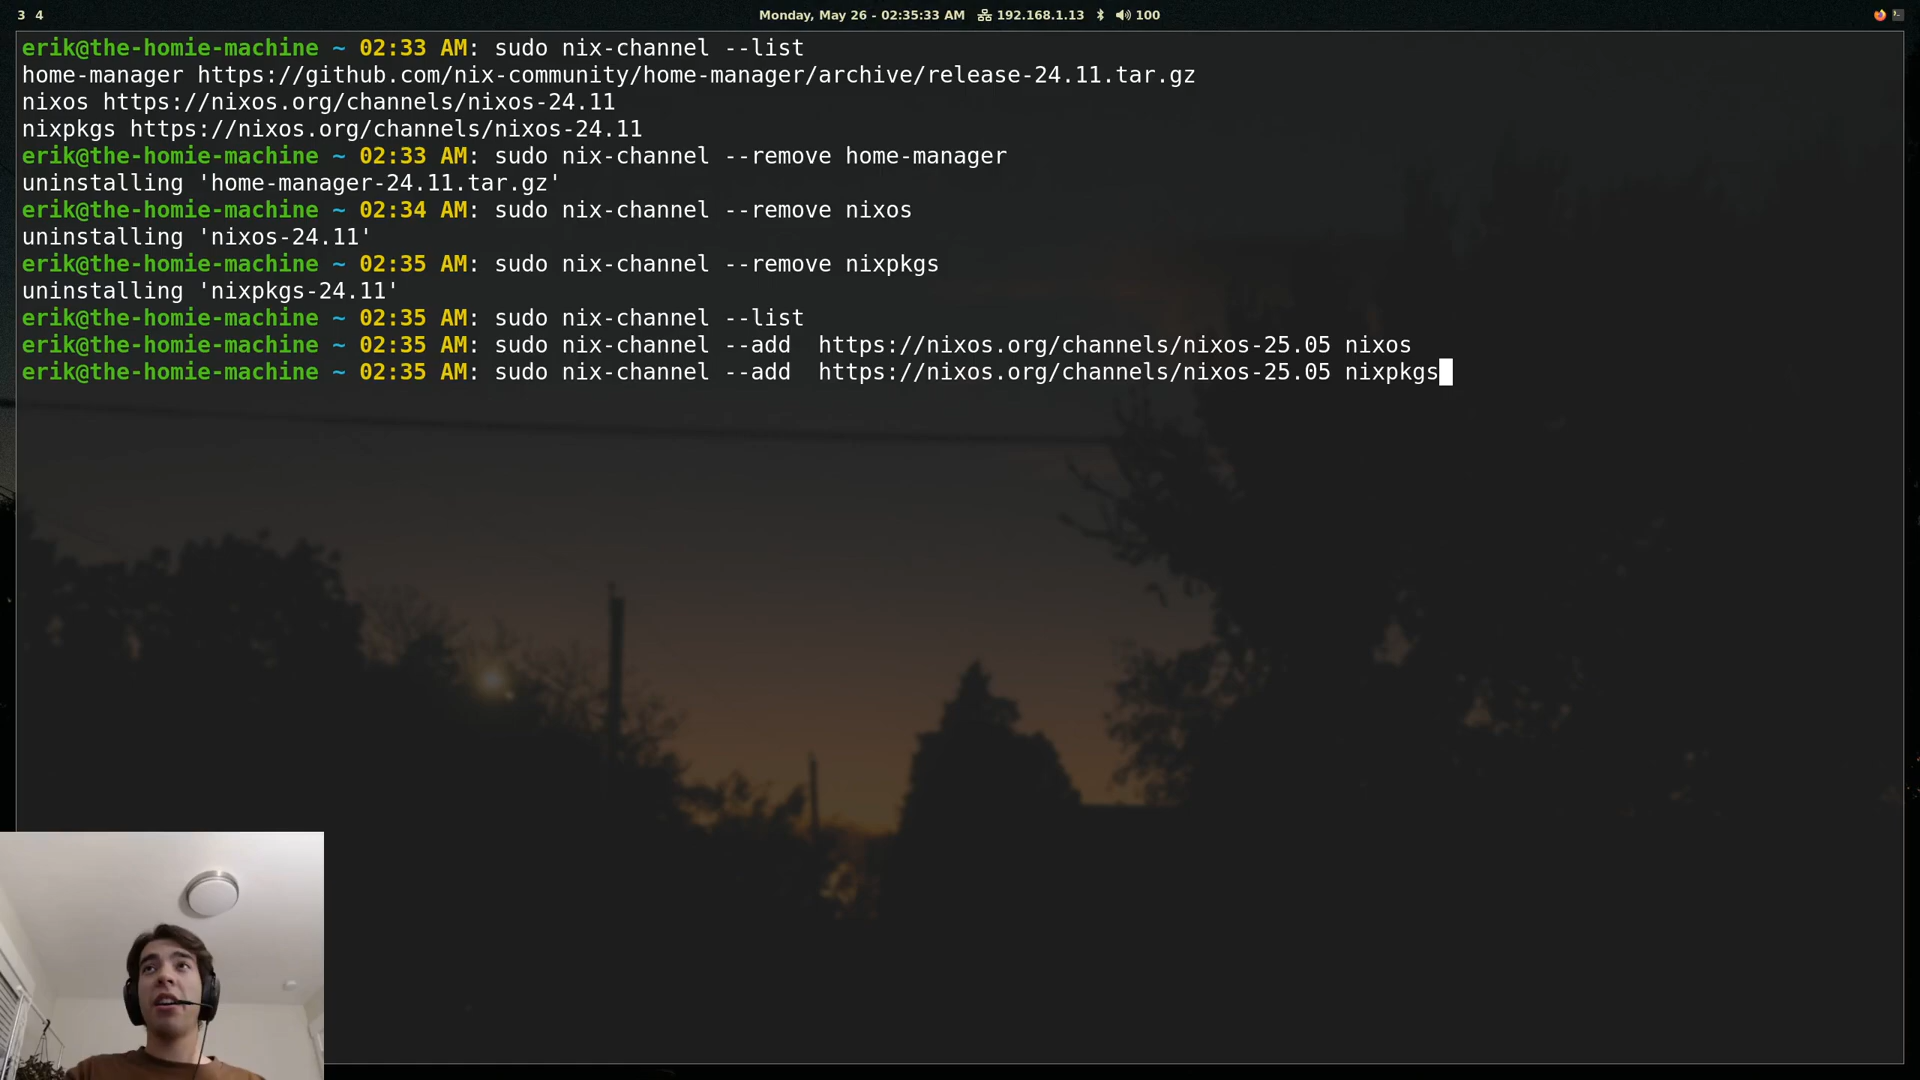 3 4 Monday, May 26 - 02:35:33 AM 192.168.1.13 100
erik@the-homie-machine ~ 02:33 AM: sudo nix-channel --list
home-manager https://github.com/nix-community/home-manager/archive/release-24.11.tar.gz
nixos https://nixos.org/channels/nixos-24.11
nixpkgs https://nixos.org/channels/nixos-24.11
erik@the-homie-machine ~ 02:33 AM: sudo nix-channel --remove home-manager
uninstalling 'home-manager-24.11.tar.gz'
erik@the-homie-machine ~ 02:34 AM: sudo nix-channel --remove nixos
uninstalling 'nixos-24.11'
erik@the-homie-machine ~ 02:35 AM: sudo nix-channel --remove nixpkgs
uninstalling 'nixpkgs-24.11'
erik@the-homie-machine ~ 02:35 AM: sudo nix-channel --list
erik@the-homie-machine ~ 02:35 AM: sudo nix-channel --add  https://nixos.org/channels/nixos-25.05 nixos
erik@the-homie-machine ~ 02:35 AM: sudo nix-channel --add  https://nixos.org/channels/nixos-25.05 nixpkgs